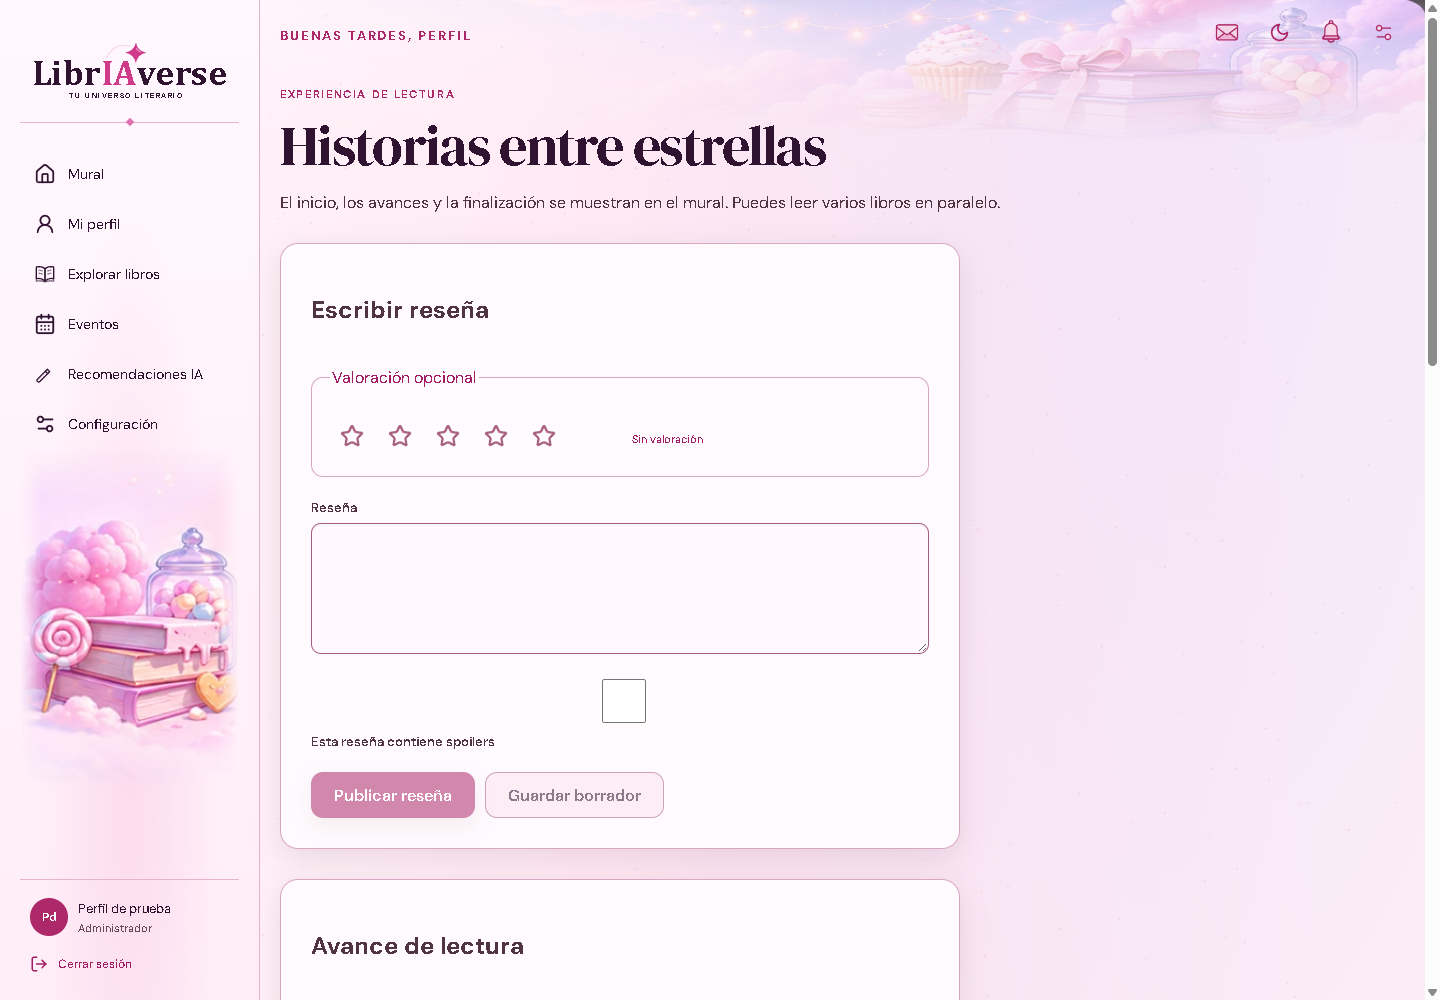 LibrIAverse
TU UNIVERSO LITERARIO
Mural
Mi perfil
Explorar libros
Eventos
Recomendaciones IA
Configuración
Pd
Perfil de prueba
Administrador
Cerrar sesión
BUENAS TARDES, PERFIL
EXPERIENCIA DE LECTURA
Historias entre estrellas
El inicio, los avances y la finalización se muestran en el mural. Puedes leer varios libros en paralelo.
Escribir reseña
Valoración opcional
Sin valoración
Reseña
Esta reseña contiene spoilers
Publicar reseña
Guardar borrador
Avance de lectura